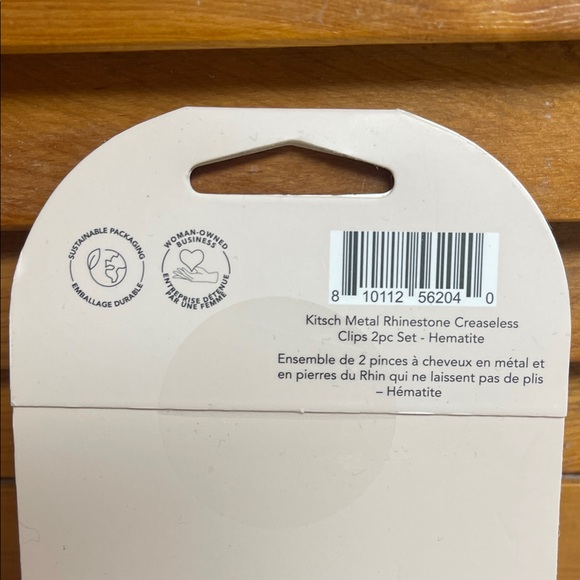 SUSTAINABLE PACKAGING
EMBALLAGE DURABLE
WOMAN-OWNED
BUSINESS
ENTREPRISE DÉTENUE
PAR UNE FEMME
8 10112 56204 0
Kitsch Metal Rhinestone Creaseless
Clips 2pc Set - Hematite
Ensemble de 2 pinces à cheveux en métal et
en pierres du Rhin qui ne laissent pas de plis
– Hématite